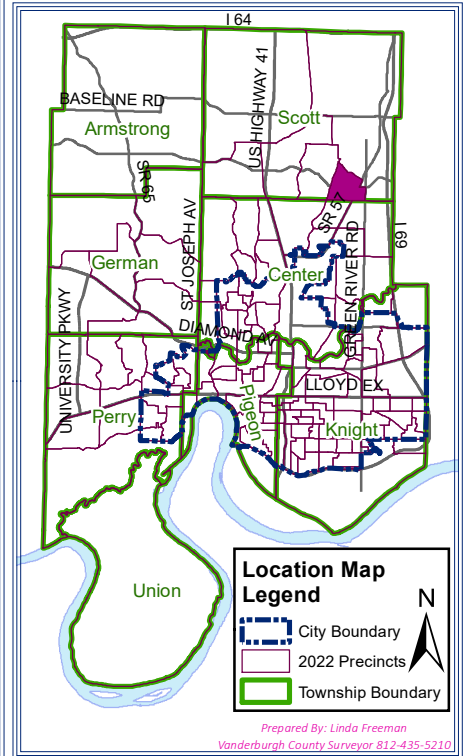 I 64
BASELINE RD
Armstrong
US HIGHWAY 41
Scott
SR 65
SR 57
I 69
ST JOSEPH AV
German
Center
GREEN RIVER RD
UNIVERSITY PKWY
DIAMOND AV
LLOYD EX
Perry
Pigeon
Knight
Union
Location Map
Legend
N
City Boundary
2022 Precincts
Township Boundary
Prepared By: Linda Freeman
Vanderburgh County Surveyor 812-435-5210